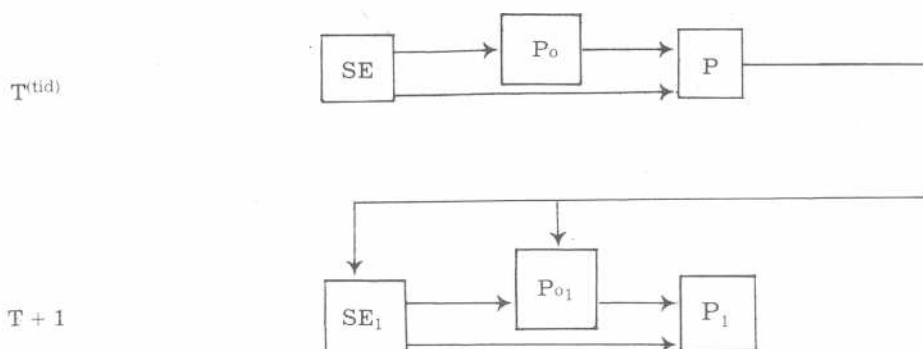 SE Po P
T(tid)
SE₁ Po₁ P₁
T + 1